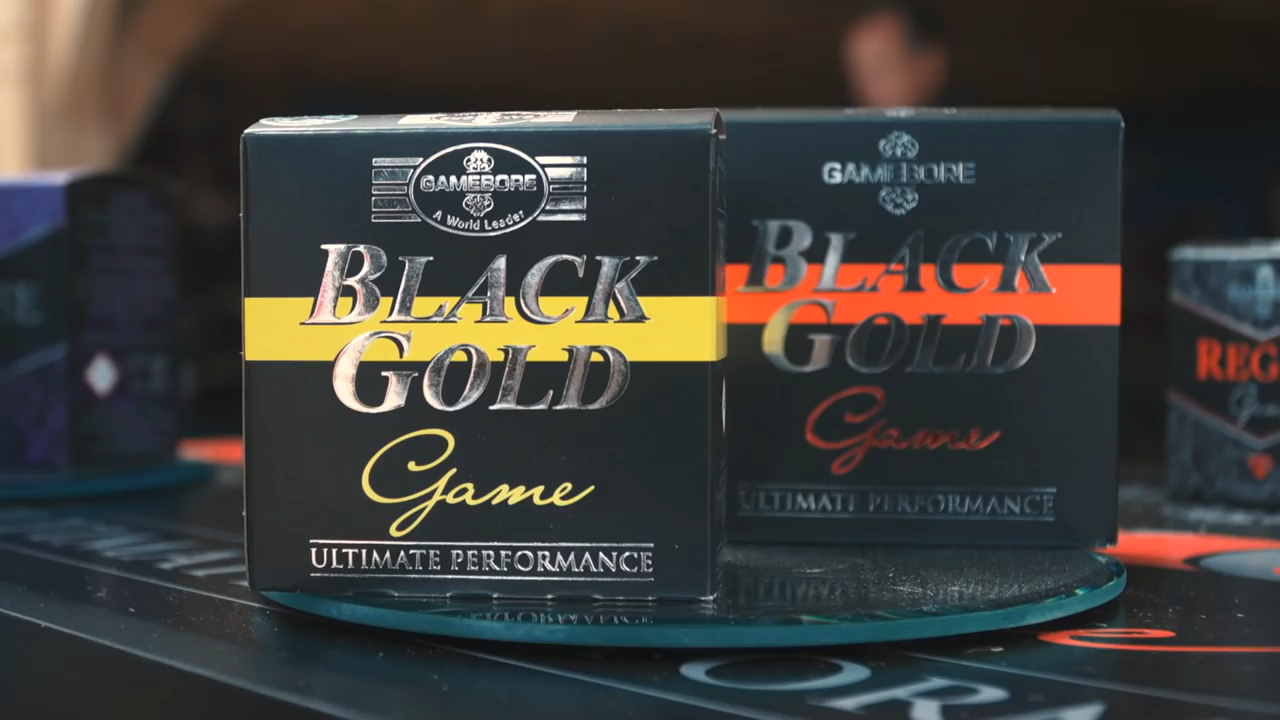 GAMEBORE
A World Leader
BLACK
GOLD
Game
ULTIMATE PERFORMANCE
GAMEBORE
BLACK
GOLD
Game
ULTIMATE PERFORMANCE
REG